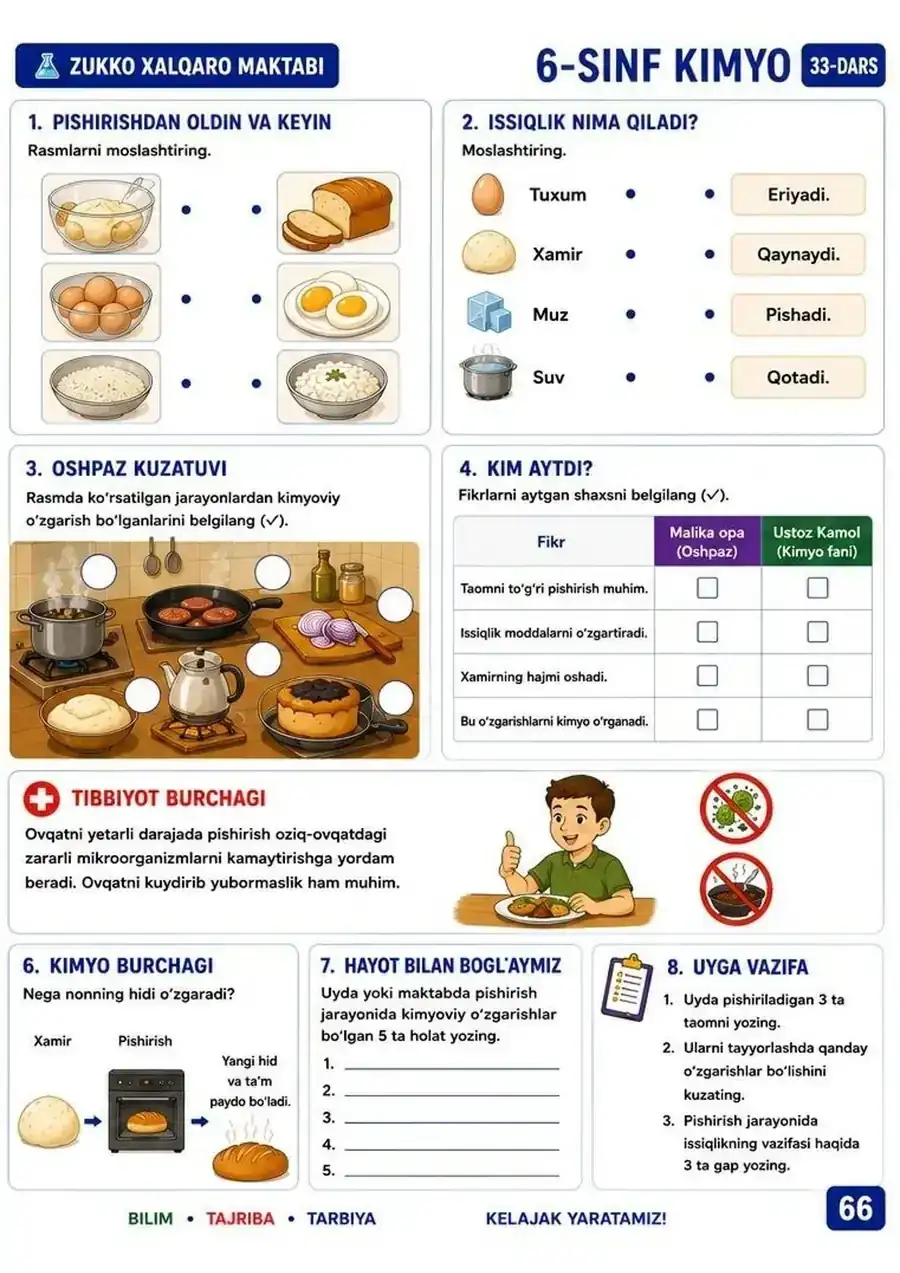 ZUKKO XALQARO MAKTABI
6-SINF KIMYO
33-DARS
1. PISHIRISHDAN OLDIN VA KEYIN
Rasmlarni moslashtiring.
2. ISSIQLIK NIMA QILADI?
Moslashtiring.
Tuxum
Eriyadi.
Xamir
Qaynaydi.
Muz
Pishadi.
Suv
Qotadi.
3. OSHPAZ KUZATUVI
Rasmda ko‘rsatilgan jarayonlardan kimyoviy
o‘zgarish bo‘lganlarini belgilang (✓).
4. KIM AYTDI?
Fikrlarni aytgan shaxsni belgilang (✓).
Fikr
Malika opa
(Oshpaz)
Ustoz Kamol
(Kimyo fani)
Taomni to‘g‘ri pishirish muhim.
Issiqlik moddalarni o‘zgartiradi.
Xamirning hajmi oshadi.
Bu o‘zgarishlarni kimyo o‘rganadi.
TIBBIYOT BURCHAGI
Ovqatni yetarli darajada pishirish oziq-ovqatdagi
zararli mikroorganizmlarni kamaytirishga yordam
beradi. Ovqatni kuydirib yubormaslik ham muhim.
6. KIMYO BURCHAGI
Nega nonning hidi o‘zgaradi?
Xamir
Pishirish
Yangi hid
va ta’m
paydo bo‘ladi.
7. HAYOT BILAN BOGL‘AYMIZ
Uyda yoki maktabda pishirish
jarayonida kimyoviy o‘zgarishlar
bo‘lgan 5 ta holat yozing.
1.
2.
3.
4.
5.
8. UYGA VAZIFA
1. Uyda pishiriladigan 3 ta
taomni yozing.
2. Ularni tayyorlashda qanday
o‘zgarishlar bo‘lishini
kuzating.
3. Pishirish jarayonida
issiqlikning vazifasi haqida
3 ta gap yozing.
BILIM • TAJRIBA • TARBIYA
KELAJAK YARATAMIZ!
66